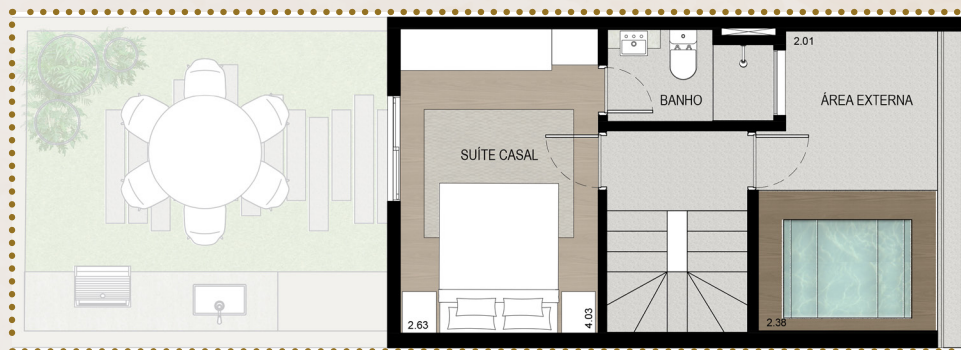 2.01
BANHO
ÁREA EXTERNA
SUÍTE CASAL
2.63
4.03
2.38